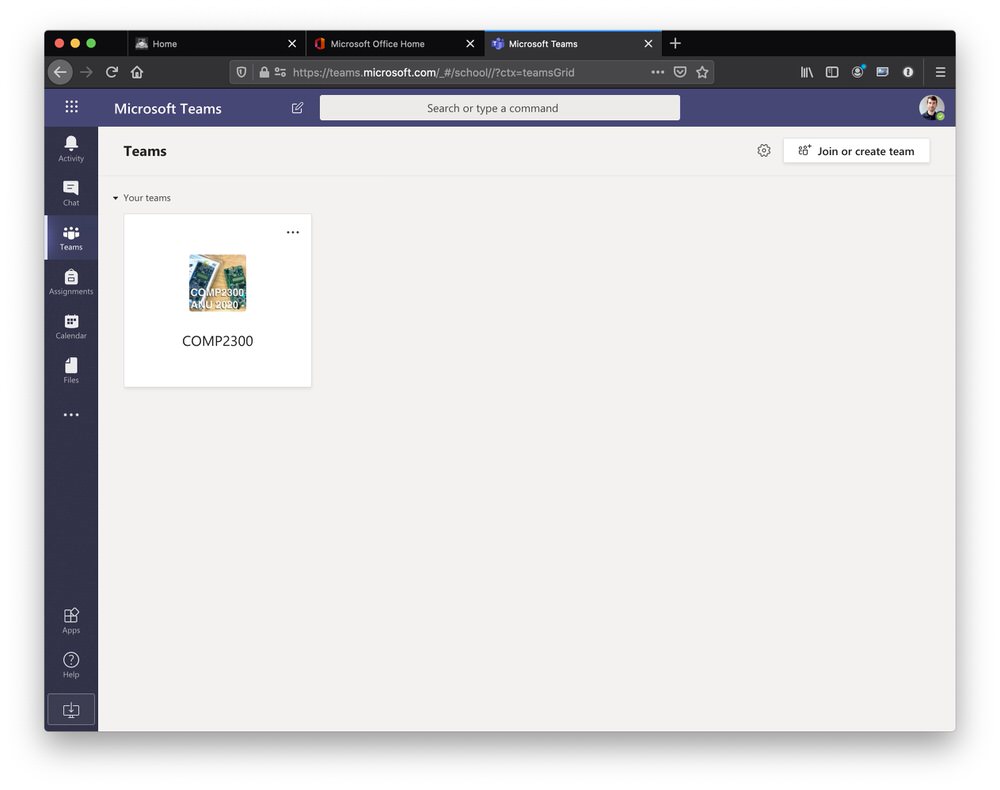 Home
Microsoft Office Home
Microsoft Teams
https://teams.microsoft.com/_#/school//?ctx=teamsGrid
Microsoft Teams
Search or type a command
Activity
Chat
Teams
Assignments
Calendar
Files
Apps
Help
Teams
Join or create team
Your teams
COMP2300
ANU 2020
COMP2300